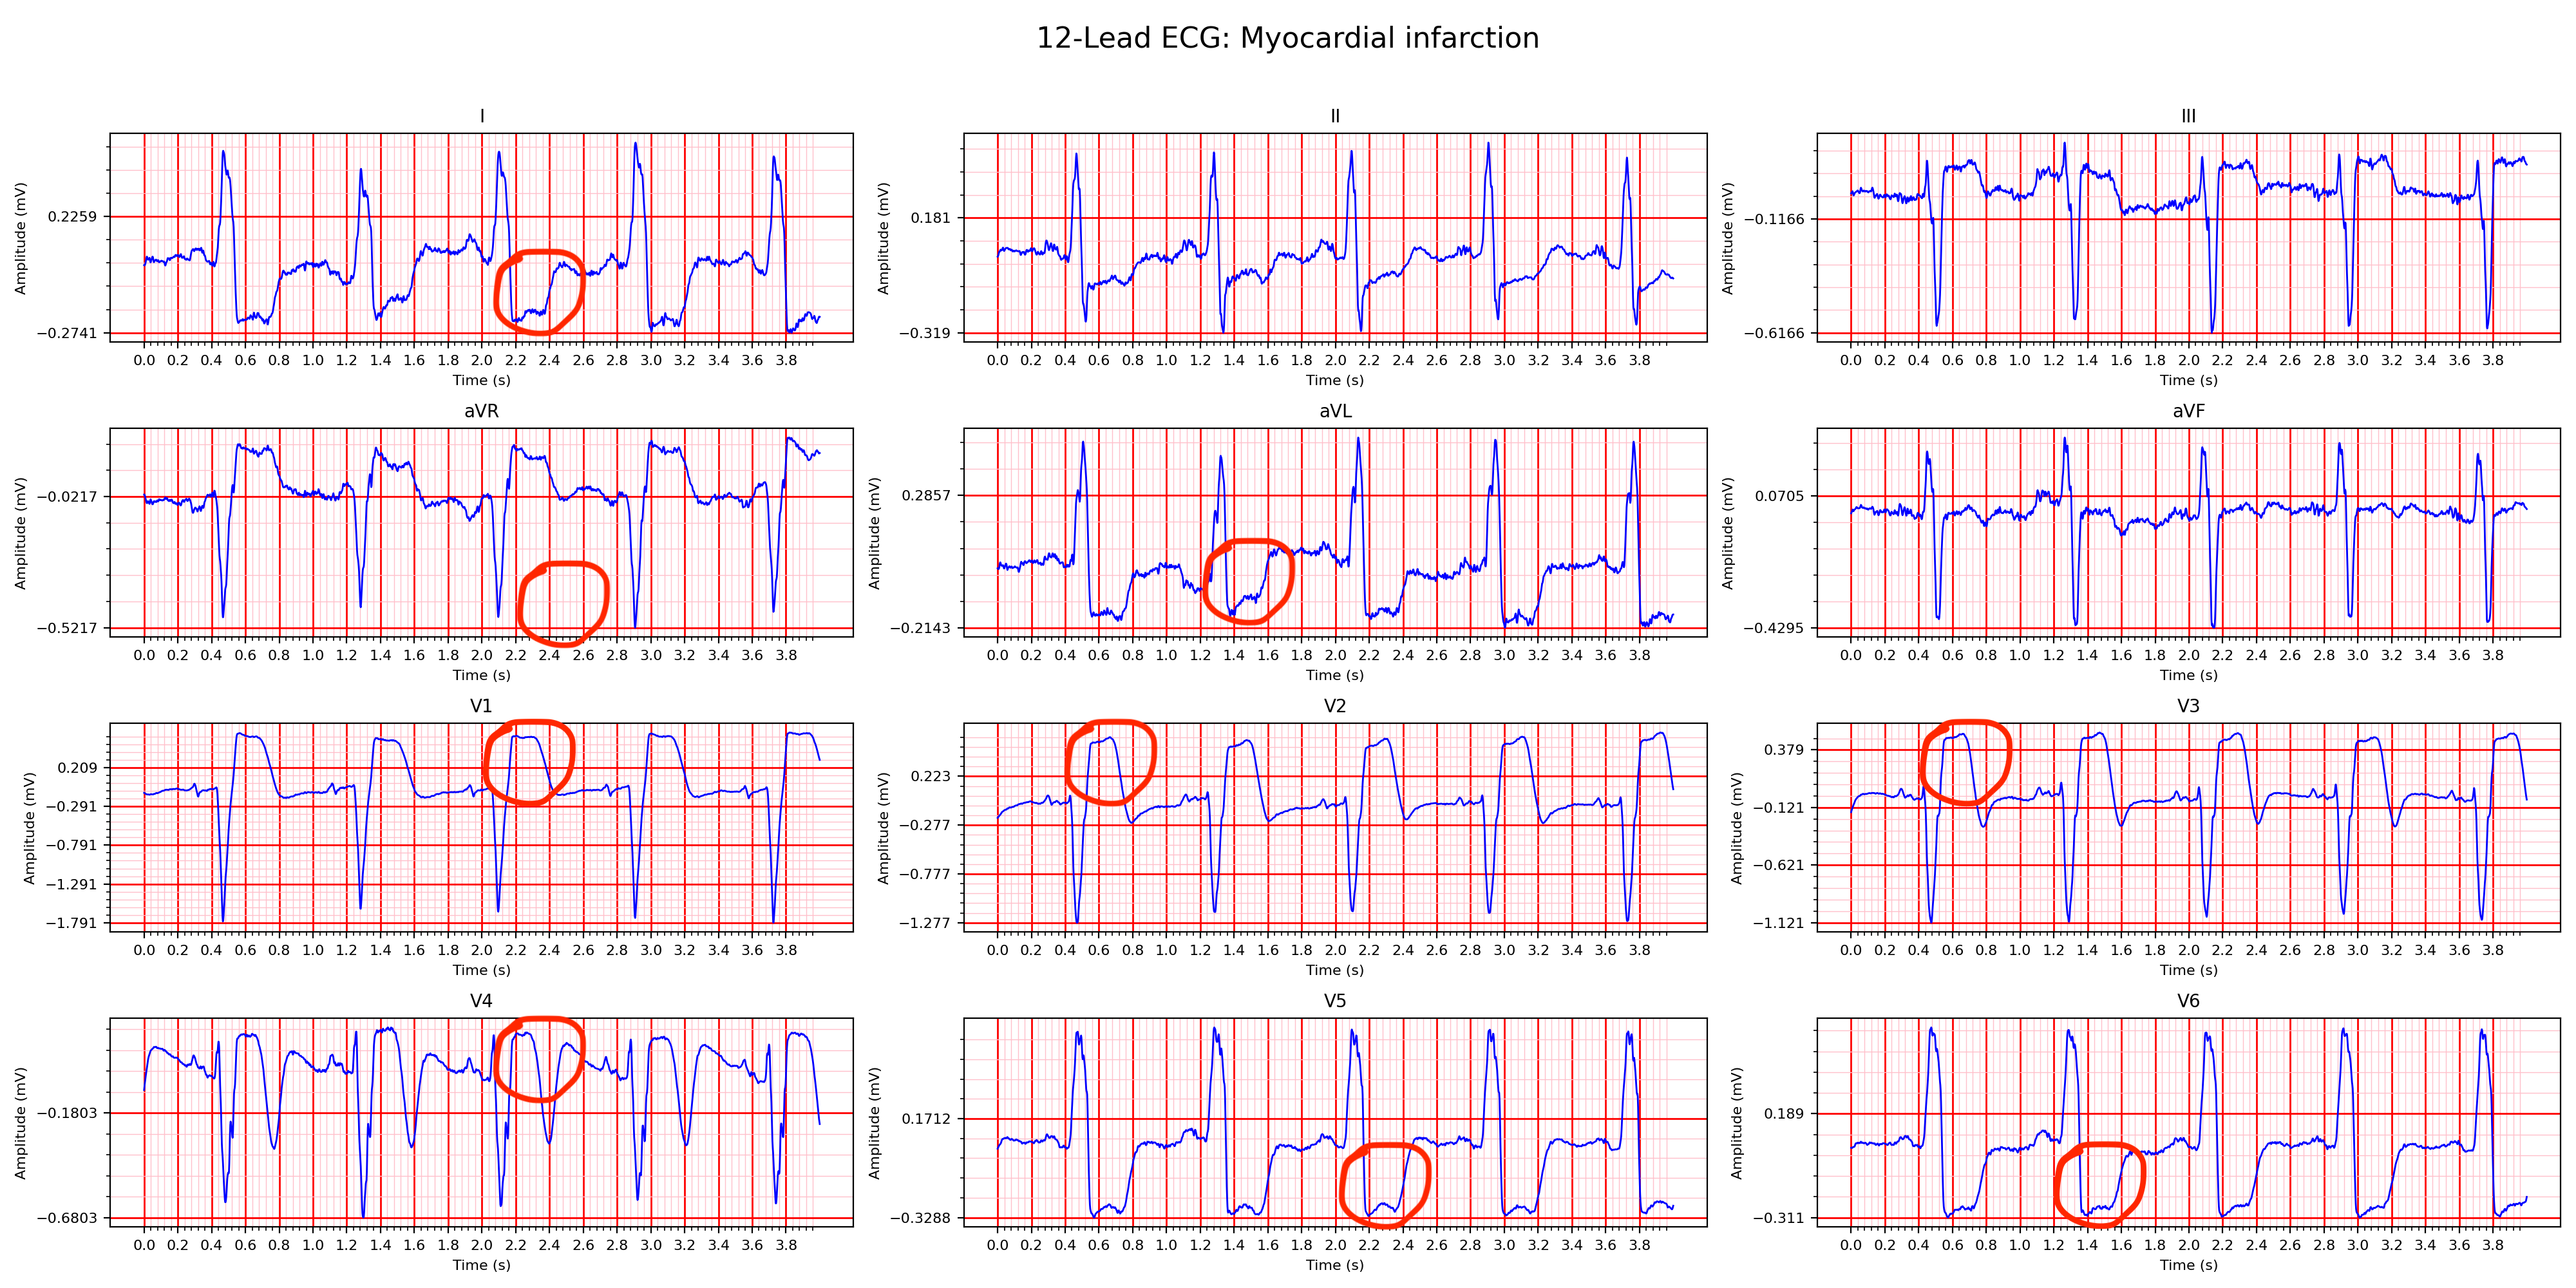 12-Lead ECG: Myocardial infarction
I
Amplitude (mV)
0.2259
−0.2741
0.0 0.2 0.4 0.6 0.8 1.0 1.2 1.4 1.6 1.8 2.0 2.2 2.4 2.6 2.8 3.0 3.2 3.4 3.6 3.8
Time (s)
II
Amplitude (mV)
0.181
−0.319
0.0 0.2 0.4 0.6 0.8 1.0 1.2 1.4 1.6 1.8 2.0 2.2 2.4 2.6 2.8 3.0 3.2 3.4 3.6 3.8
Time (s)
III
Amplitude (mV)
−0.1166
−0.6166
0.0 0.2 0.4 0.6 0.8 1.0 1.2 1.4 1.6 1.8 2.0 2.2 2.4 2.6 2.8 3.0 3.2 3.4 3.6 3.8
Time (s)
aVR
Amplitude (mV)
−0.0217
−0.5217
0.0 0.2 0.4 0.6 0.8 1.0 1.2 1.4 1.6 1.8 2.0 2.2 2.4 2.6 2.8 3.0 3.2 3.4 3.6 3.8
Time (s)
aVL
Amplitude (mV)
0.2857
−0.2143
0.0 0.2 0.4 0.6 0.8 1.0 1.2 1.4 1.6 1.8 2.0 2.2 2.4 2.6 2.8 3.0 3.2 3.4 3.6 3.8
Time (s)
aVF
Amplitude (mV)
0.0705
−0.4295
0.0 0.2 0.4 0.6 0.8 1.0 1.2 1.4 1.6 1.8 2.0 2.2 2.4 2.6 2.8 3.0 3.2 3.4 3.6 3.8
Time (s)
V1
Amplitude (mV)
0.209
−0.291
−0.791
−1.291
−1.791
0.0 0.2 0.4 0.6 0.8 1.0 1.2 1.4 1.6 1.8 2.0 2.2 2.4 2.6 2.8 3.0 3.2 3.4 3.6 3.8
Time (s)
V2
Amplitude (mV)
0.223
−0.277
−0.777
−1.277
0.0 0.2 0.4 0.6 0.8 1.0 1.2 1.4 1.6 1.8 2.0 2.2 2.4 2.6 2.8 3.0 3.2 3.4 3.6 3.8
Time (s)
V3
Amplitude (mV)
0.379
−0.121
−0.621
−1.121
0.0 0.2 0.4 0.6 0.8 1.0 1.2 1.4 1.6 1.8 2.0 2.2 2.4 2.6 2.8 3.0 3.2 3.4 3.6 3.8
Time (s)
V4
Amplitude (mV)
−0.1803
−0.6803
0.0 0.2 0.4 0.6 0.8 1.0 1.2 1.4 1.6 1.8 2.0 2.2 2.4 2.6 2.8 3.0 3.2 3.4 3.6 3.8
Time (s)
V5
Amplitude (mV)
0.1712
−0.3288
0.0 0.2 0.4 0.6 0.8 1.0 1.2 1.4 1.6 1.8 2.0 2.2 2.4 2.6 2.8 3.0 3.2 3.4 3.6 3.8
Time (s)
V6
Amplitude (mV)
0.189
−0.311
0.0 0.2 0.4 0.6 0.8 1.0 1.2 1.4 1.6 1.8 2.0 2.2 2.4 2.6 2.8 3.0 3.2 3.4 3.6 3.8
Time (s)